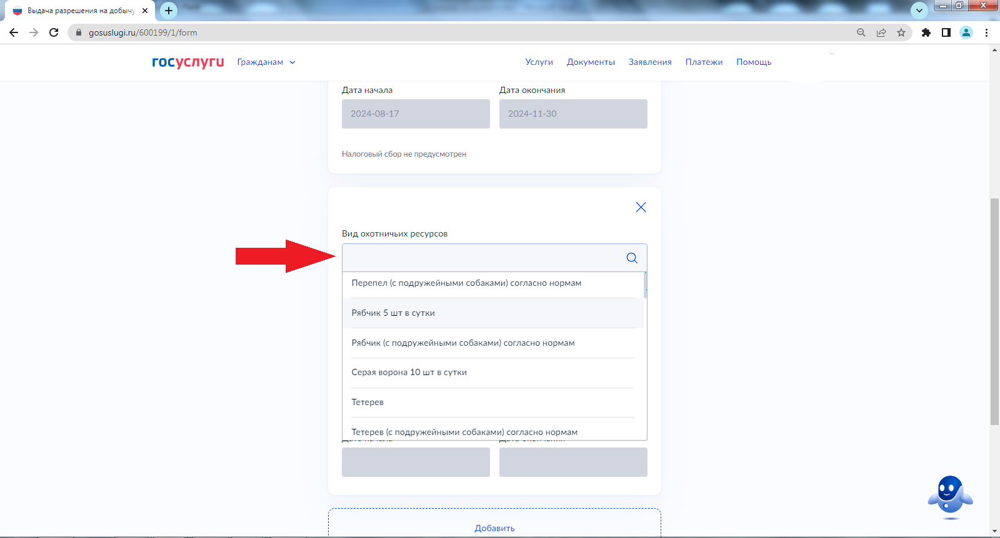 Выдача разрешения на добычу
gosuslugi.ru/600199/1/form
госуслуги Гражданам Услуги Документы Заявления Платежи Помощь
Дата начала Дата окончания
2024-08-17 2024-11-30
Налоговый сбор не предусмотрен
Вид охотничьих ресурсов
Перепел (с подружейными собаками) согласно нормам
Рябчик 5 шт в сутки
Рябчик (с подружейными собаками) согласно нормам
Серая ворона 10 шт в сутки
Тетерев
Тетерев (с подружейными собаками) согласно нормам
Добавить